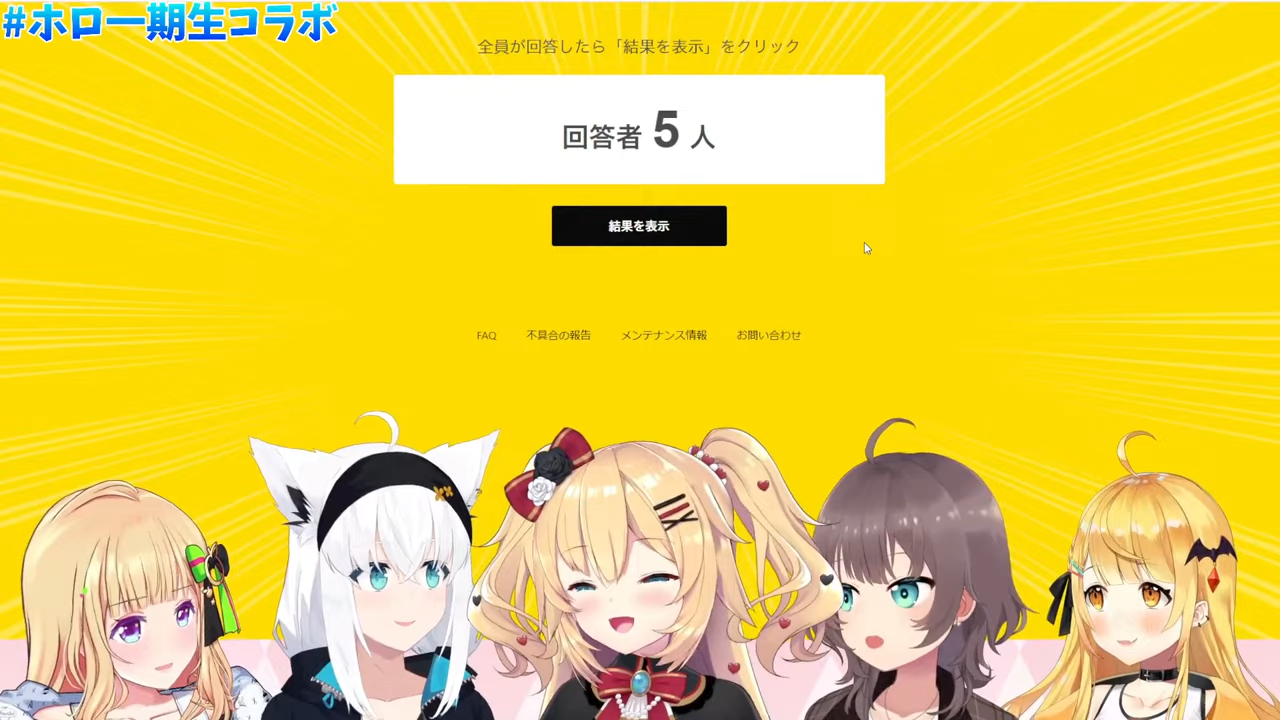 #ホロ一期生コラボ
全員が回答したら「結果を表示」をクリック
回答者 5 人
結果を表示
FAQ 不具合の報告 メンテナンス情報 お問い合わせ